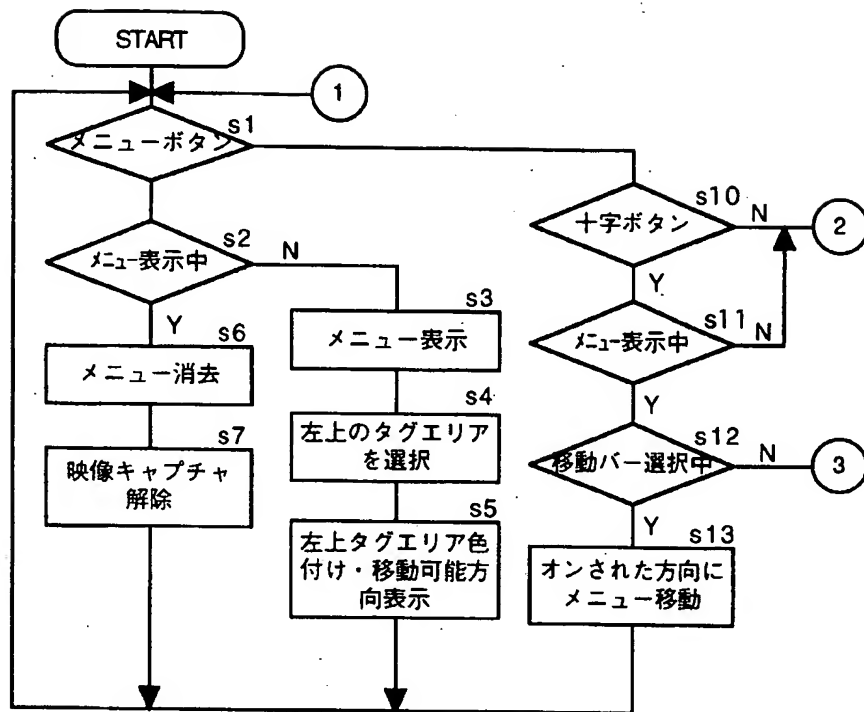 START
1
メニューボタン
s1
s10
十字ボタン
N
2
s2
メニュー表示中
N
Y
s11
メニュー表示中
N
Y
s3
メニュー表示
Y
s6
メニュー消去
s4
左上のタグエリア
を選択
s12
移動バー選択中
N
3
s7
映像キャプチャ
解除
Y
s5
左上タグエリア色
付け・移動可能方
向表示
s13
オンされた方向に
メニュー移動